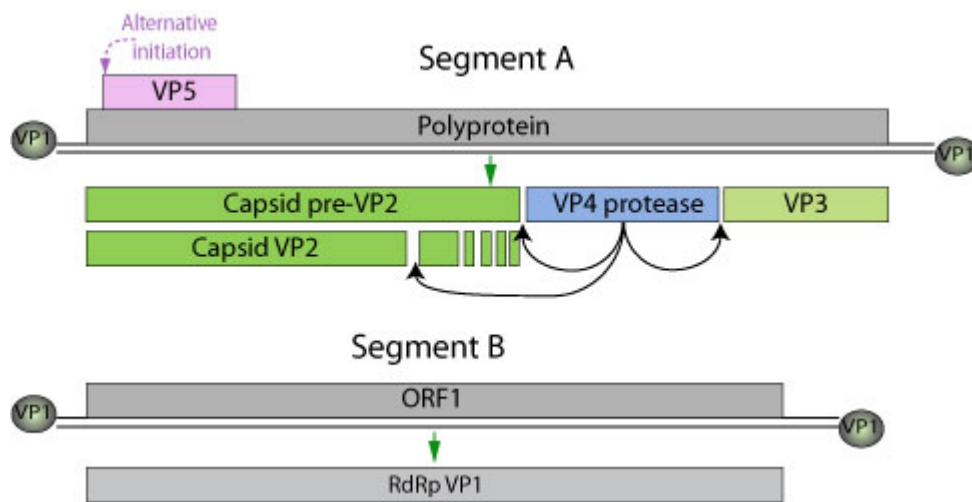 Alternative
initiation
Segment A
VP5
VP1
Polyprotein
VP1
Capsid pre-VP2
VP4 protease
VP3
Capsid VP2
Segment B
ORF1
VP1
VP1
RdRp VP1